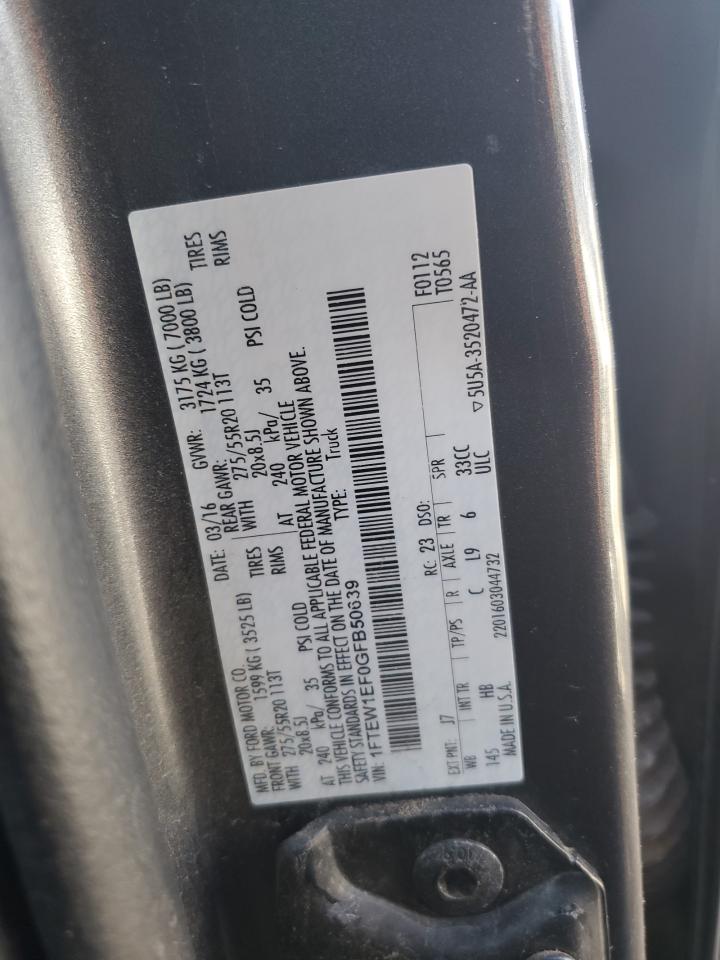 MFD. BY FORD MOTOR CO.
DATE: 03/16 GVWR: 3175 KG ( 7000 LB)
FRONT GAWR: 1599 KG ( 3525 LB) REAR GAWR: 1724 KG ( 3800 LB)
WITH 275/55R20 113T TIRES WITH 275/55R20 113T TIRES
20x8.5J RIMS 20x8.5J RIMS
AT 240 kPa/ 35 PSI COLD AT 240 kPa/ 35 PSI COLD
THIS VEHICLE CONFORMS TO ALL APPLICABLE FEDERAL MOTOR VEHICLE
SAFETY STANDARDS IN EFFECT ON THE DATE OF MANUFACTURE SHOWN ABOVE.
VIN: 1FTEW1EF0GFB50639 TYPE: Truck
F0112
T0565
EXT PNT: J7 RC: 23 DSO:
WB INT TR TP/PS R AXLE TR SPR
145 HB C L9 6 33CC
ULC
MADE IN U.S.A. 2201603044732 ▽5U5A-3520472-AA